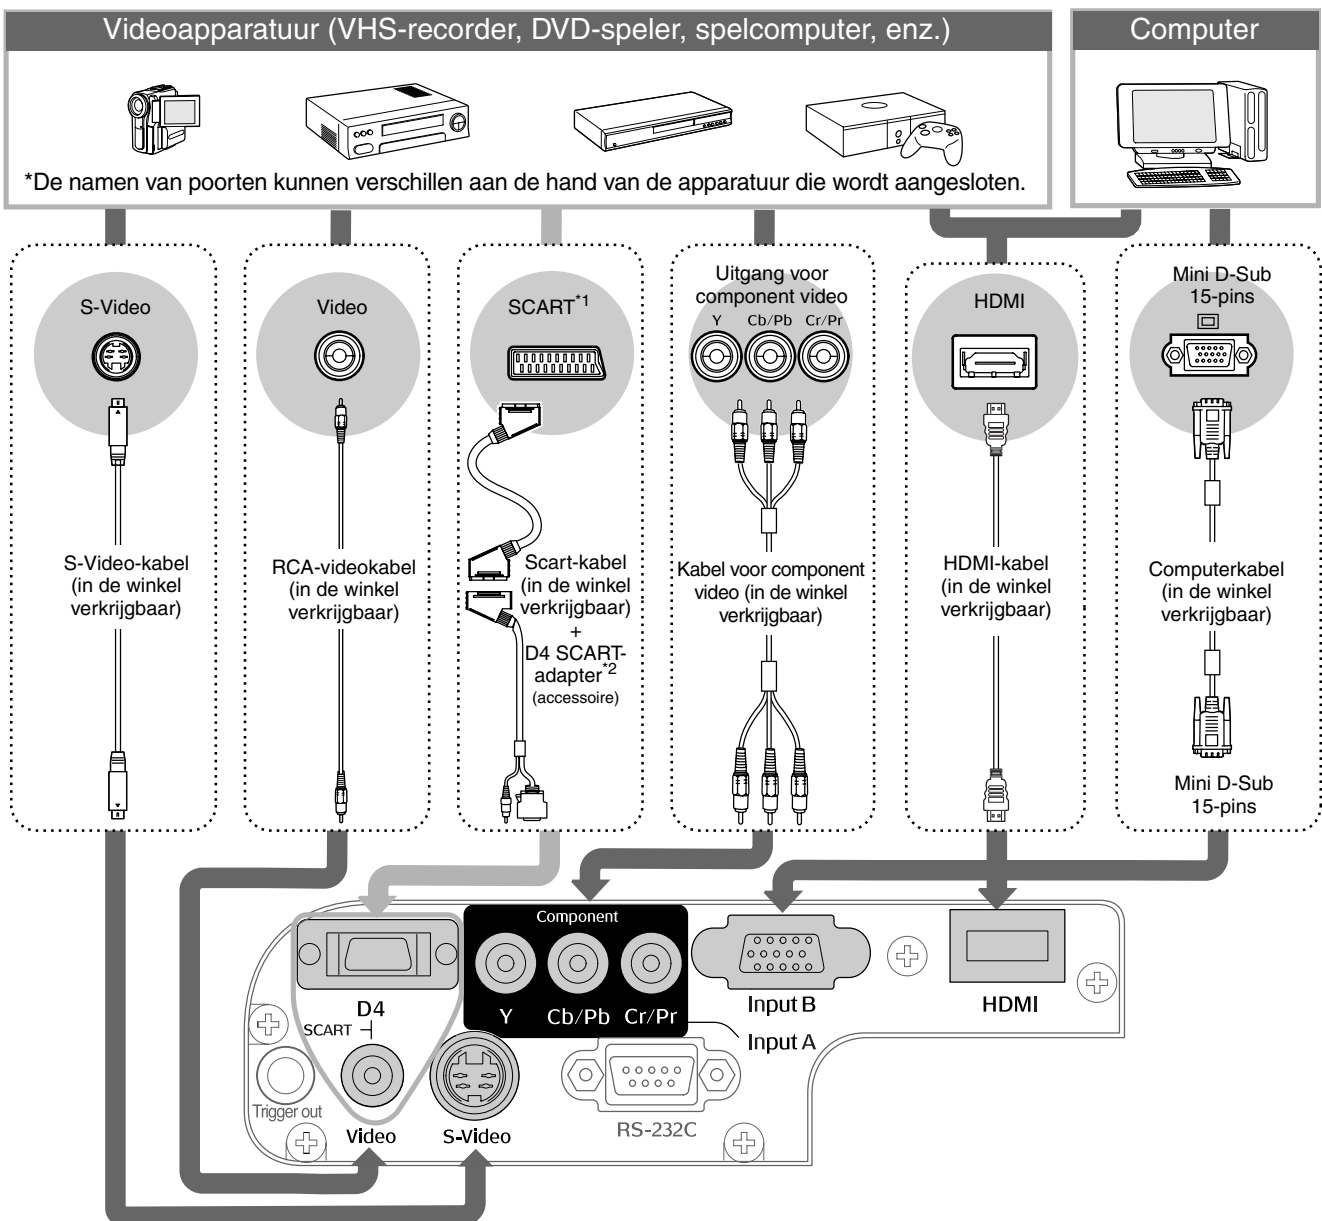 Videoapparatuur (VHS-recorder, DVD-speler, spelcomputer, enz.)
Computer
*De namen van poorten kunnen verschillen aan de hand van de apparatuur die wordt aangesloten.
S-Video
Video
SCART*1
Uitgang voor
component video
Y Cb/Pb Cr/Pr
HDMI
Mini D-Sub
15-pins
S-Video-kabel
(in de winkel
verkrijgbaar)
RCA-videokabel
(in de winkel
verkrijgbaar)
Scart-kabel
(in de winkel
verkrijgbaar)
+
D4 SCART-
adapter*2
(accessoire)
Kabel voor component
video (in de winkel
verkrijgbaar)
HDMI-kabel
(in de winkel
verkrijgbaar)
Computerkabel
(in de winkel
verkrijgbaar)
Mini D-Sub
15-pins
Component
Y Cb/Pb Cr/Pr
D4
SCART
Input B
Input A
HDMI
Trigger out
Video
S-Video
RS-232C